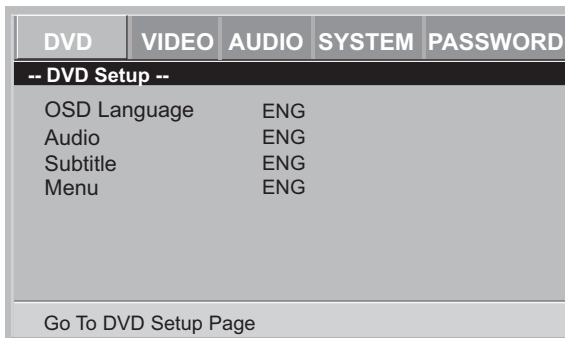 DVD VIDEO AUDIO SYSTEM PASSWORD
-- DVD Setup --
OSD Language ENG
Audio ENG
Subtitle ENG
Menu ENG
Go To DVD Setup Page